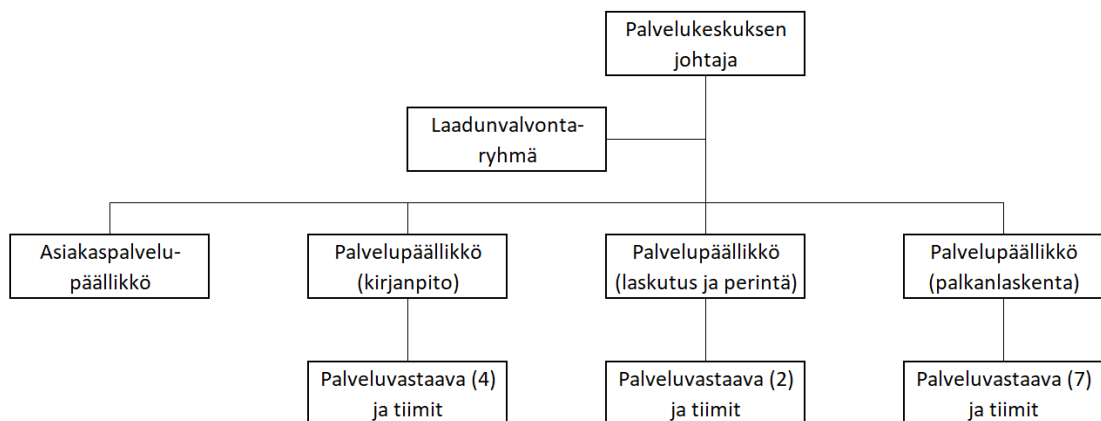 Palvelukeskuksen
johtaja
Laadunvalvonta-
ryhmä
Asiakaspalvelu-
päällikkö
Palvelupäällikkö
(kirjanpito)
Palvelupäällikkö
(laskutus ja perintä)
Palvelupäällikkö
(palkanlaskenta)
Palveluvastaava (4)
ja tiimit
Palveluvastaava (2)
ja tiimit
Palveluvastaava (7)
ja tiimit